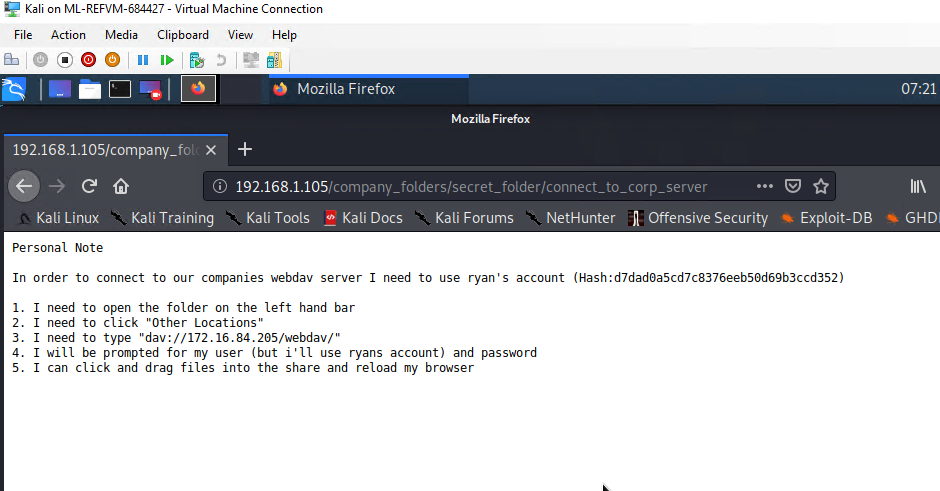 Kali on ML-REFVM-684427 - Virtual Machine Connection
File Action Media Clipboard View Help
Mozilla Firefox 07:21
Mozilla Firefox
192.168.1.105/company_fol
192.168.1.105/company_folders/secret_folder/connect_to_corp_server
Kali Linux Kali Training Kali Tools Kali Docs Kali Forums NetHunter Offensive Security Exploit-DB GHD
Personal Note
In order to connect to our companies webdav server I need to use ryan's account (Hash:d7dad0a5cd7c8376eeb50d69b3ccd352)
1. I need to open the folder on the left hand bar
2. I need to click "Other Locations"
3. I need to type "dav://172.16.84.205/webdav/"
4. I will be prompted for my user (but i'll use ryans account) and password
5. I can click and drag files into the share and reload my browser